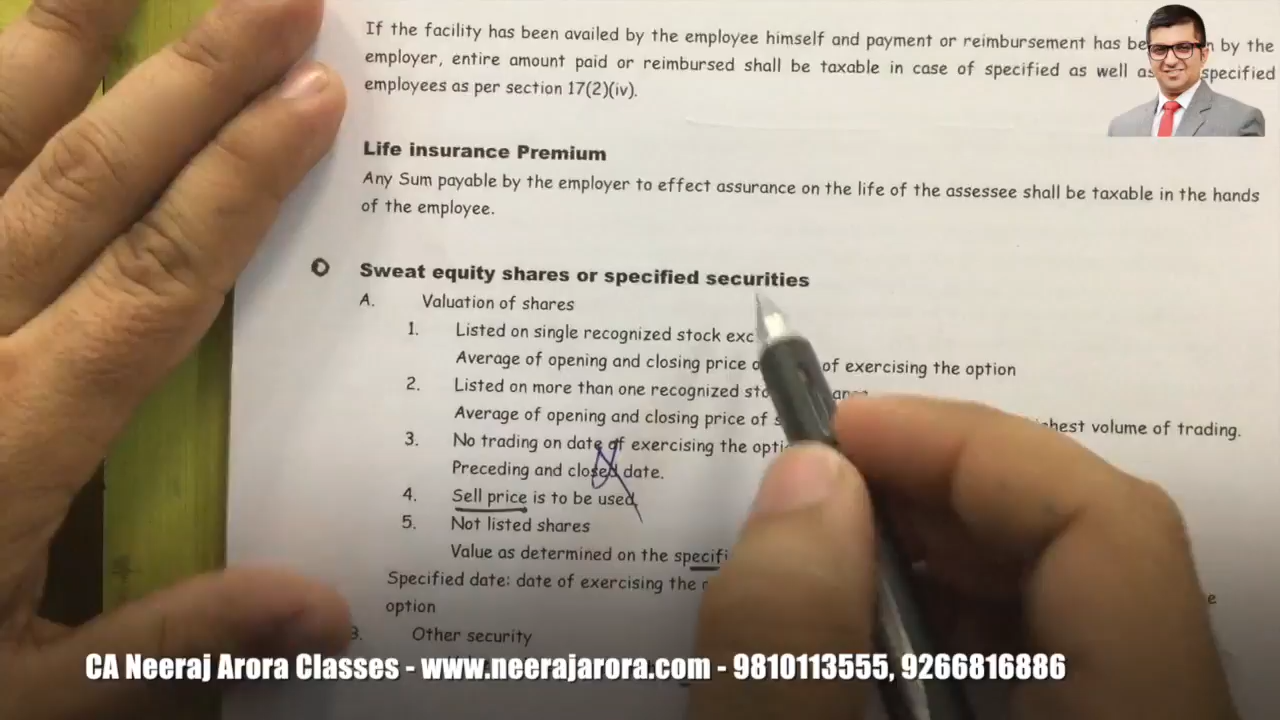 If the facility has been availed by the employee himself and payment or reimbursement has by the
employer, entire amount paid or reimbursed shall be taxable in case of specified as well specified
employees as per section 17(2)(iv).
Life insurance Premium
Any Sum payable by the employer to effect assurance on the life of the assessee shall be taxable in the hands
of the employee.
Sweat equity shares or specified securities
A. Valuation of shares
1. Listed on single recognized stock
Average of opening and closing price of exercising the option
2. Listed on more than one recognized
Average of opening and closing price of volume of trading.
3. No trading on date of exercising the
Preceding and closed date.
4. Sell price is to be used
5. Not listed shares
Value as determined on the
Specified date: date of exercising the
option
Other security
CA Neeraj Arora Classes - www.neerajarora.com - 9810113555, 9266816886